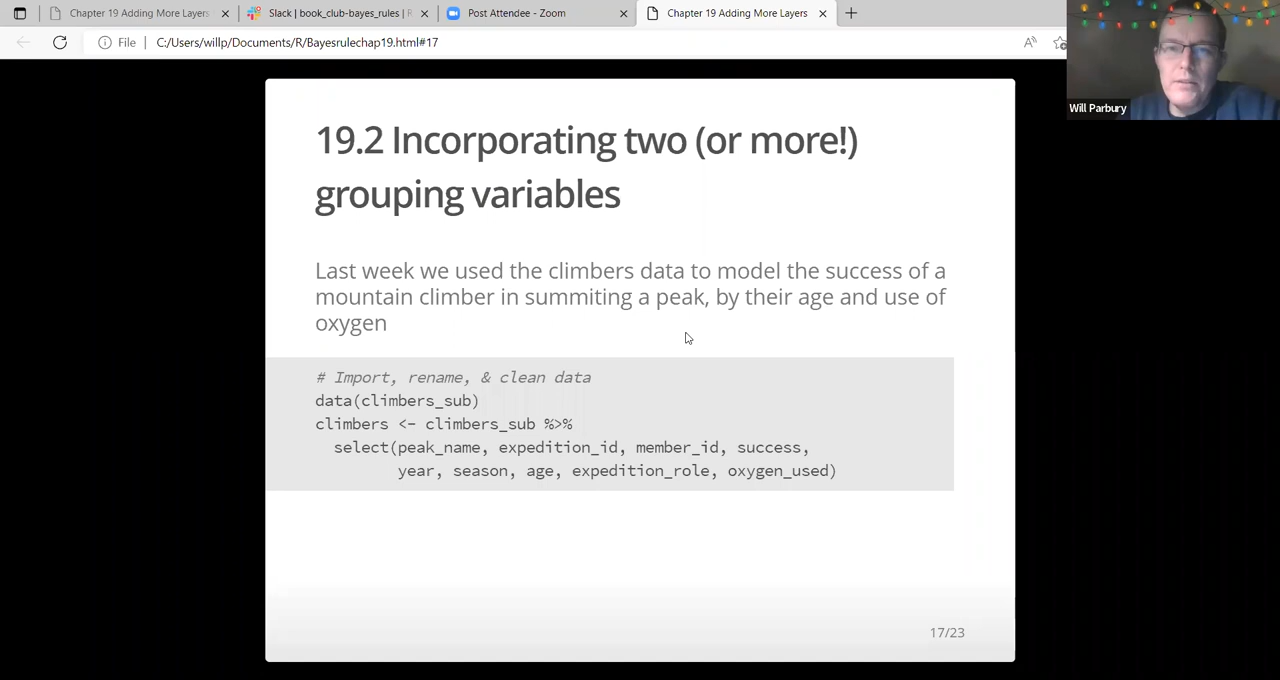 Chapter 19 Adding More Layers
Slack | book_club-bayes_rules | R
Post Attendee - Zoom
Chapter 19 Adding More Layers
File
C:/Users/willp/Documents/R/Bayesrulechap19.html#17
Will Parbury
19.2 Incorporating two (or more!)
grouping variables
Last week we used the climbers data to model the success of a
mountain climber in summiting a peak, by their age and use of
oxygen
# Import, rename, & clean data
data(climbers_sub)
climbers <- climbers_sub %>%
select(peak_name, expedition_id, member_id, success,
year, season, age, expedition_role, oxygen_used)
17/23